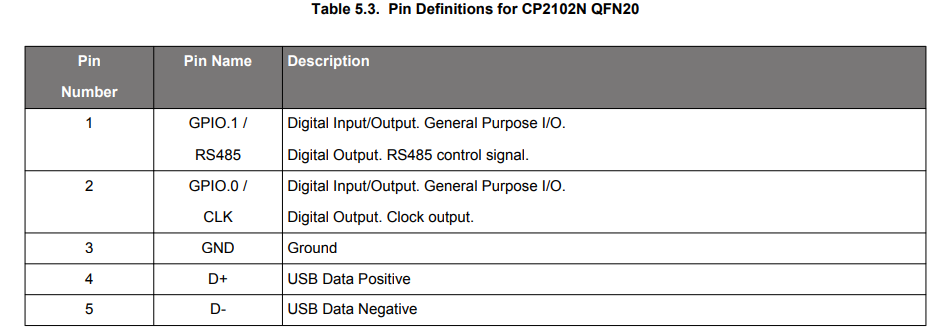 Table 5.3. Pin Definitions for CP2102N QFN20
Pin Number Pin Name Description
1 GPIO.1 / Digital Input/Output. General Purpose I/O.
RS485 Digital Output. RS485 control signal.
2 GPIO.0 / Digital Input/Output. General Purpose I/O.
CLK Digital Output. Clock output.
3 GND Ground
4 D+ USB Data Positive
5 D- USB Data Negative